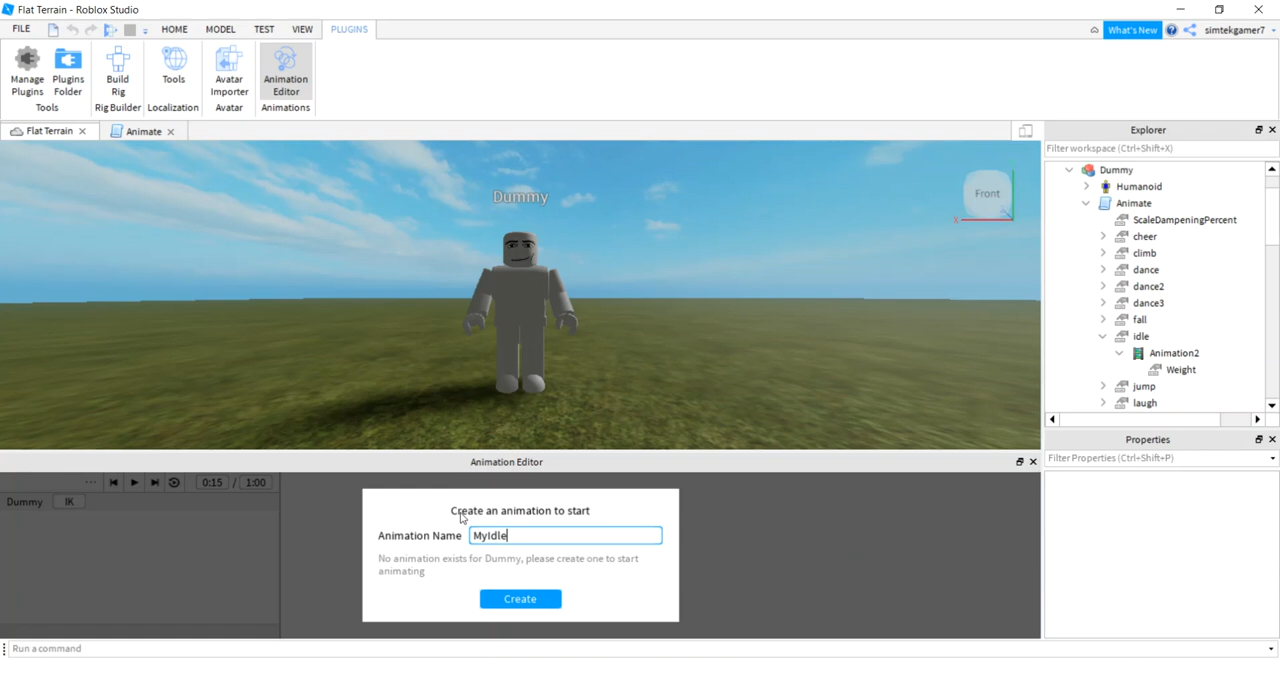 Flat Terrain - Roblox Studio
FILE HOME MODEL TEST VIEW PLUGINS What's New simtekgamer7
Manage Plugins Plugins Folder Build Rig Tools Avatar Importer Animation Editor
Tools Rig Builder Localization Avatar Animations
Flat Terrain Animate
Explorer
Filter workspace (Ctrl+Shift+X)
Dummy
Humanoid
Animate
ScaleDampeningPercent
cheer
climb
dance
dance2
dance3
fall
idle
Animation2
Weight
jump
laugh
Dummy
Front
X
Properties
Filter Properties (Ctrl+Shift+P)
Animation Editor
0:15 / 1:00
Dummy IK
Create an animation to start
Animation Name MyIdle
No animation exists for Dummy, please create one to start
animating
Create
Run a command